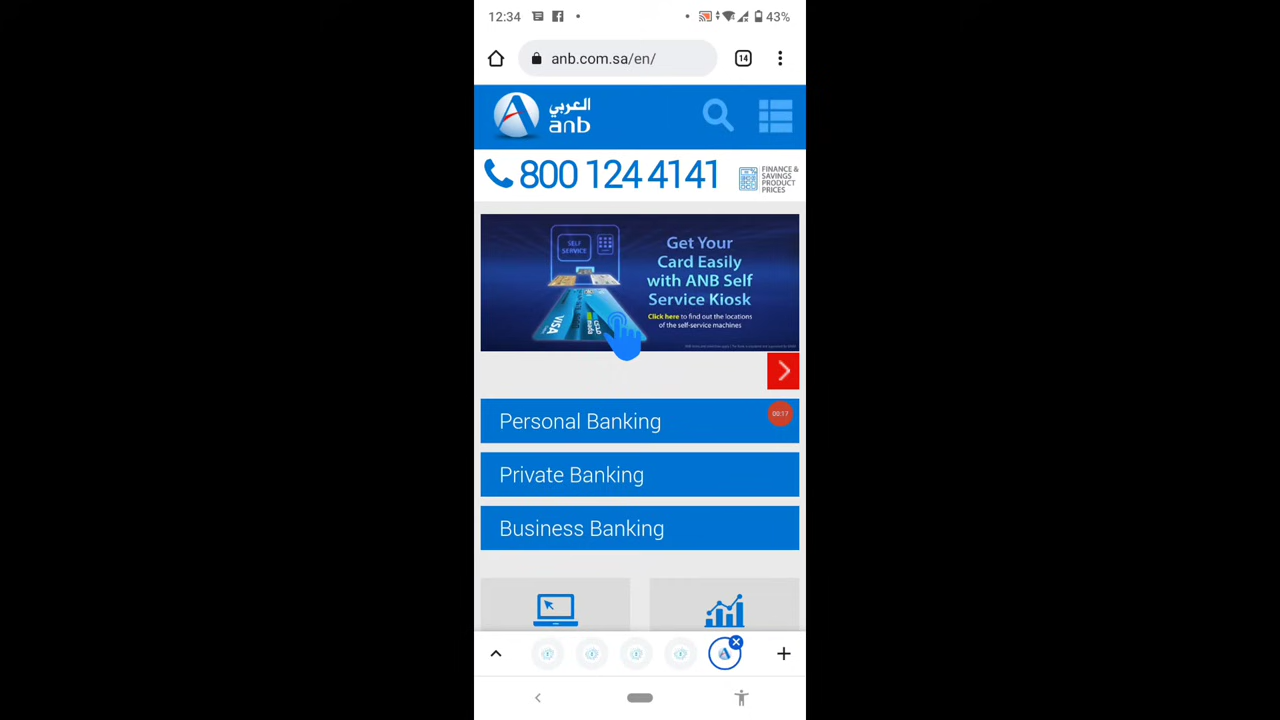 12:34
43%
anb.com.sa/en/
14
العربي
anb
800 124 4141
FINANCE &
SAVINGS
PRODUCT
PRICES
SELF
SERVICE
Get Your
Card Easily
with ANB Self
Service Kiosk
Click here to find out the locations
of the self-service machines
VISA
00:17
Personal Banking
Private Banking
Business Banking